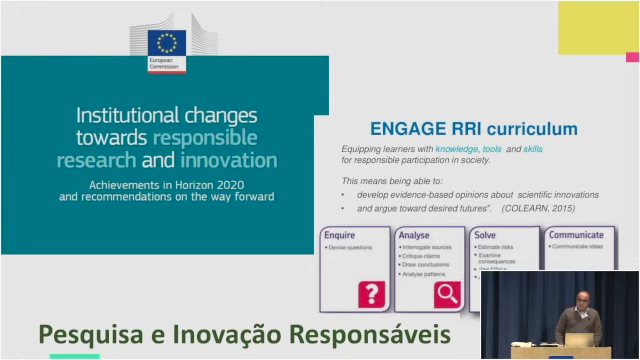 European
Commission
Institutional changes
towards responsible
research and innovation
Achievements in Horizon 2020
and recommendations on the way forward
ENGAGE RRI curriculum
Equipping learners with knowledge, tools and skills
for responsible participation in society.
This means being able to:
• develop evidence-based opinions about scientific innovations
• and argue toward desired futures". (COLEARN, 2015)
Enquire
• Devise questions
Analyse
• Interrogate sources
• Critique claims
• Draw conclusions
• Analyse patterns
Solve
• Estimate risks
• Examine
consequences
Communicate
• Communicate ideas
Pesquisa e Inovação Responsáveis